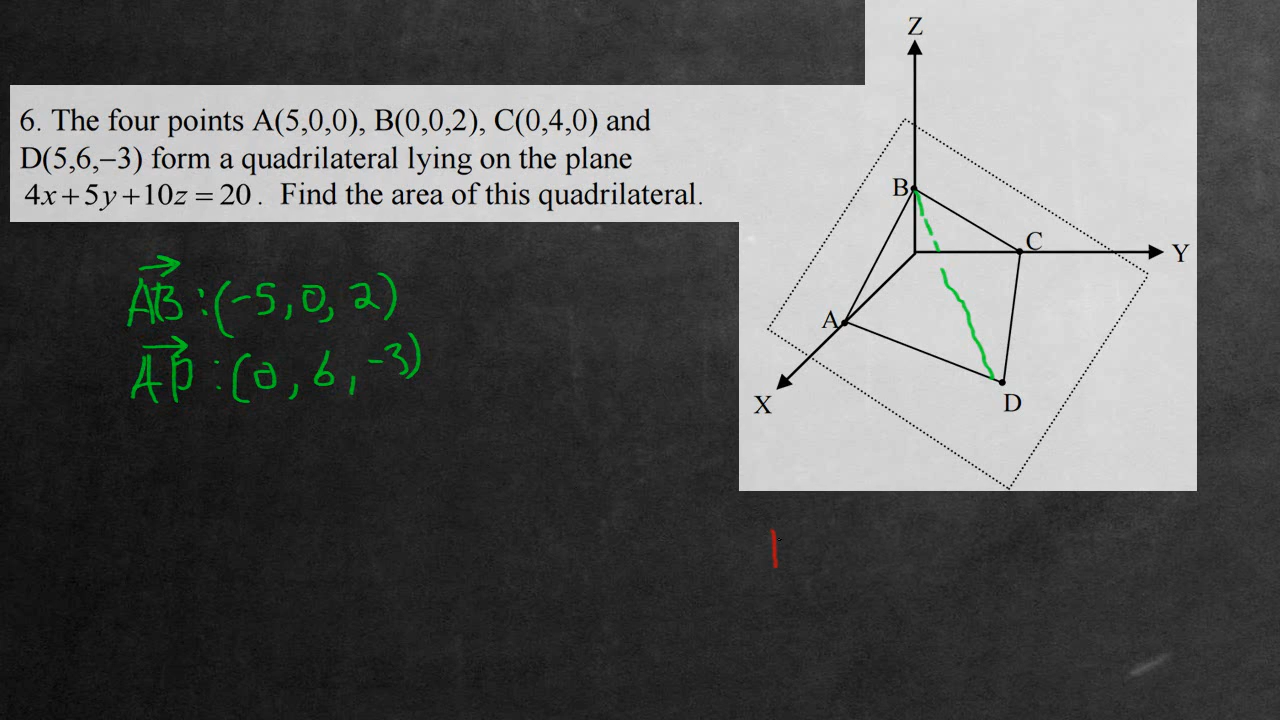 6. The four points A(5,0,0), B(0,0,2), C(0,4,0) and
D(5,6,−3) form a quadrilateral lying on the plane
4x+5y+10z = 20. Find the area of this quadrilateral.
AB :(-5,0,2)
AD :(0,6,-3)
Z
B
C
Y
A
X
D